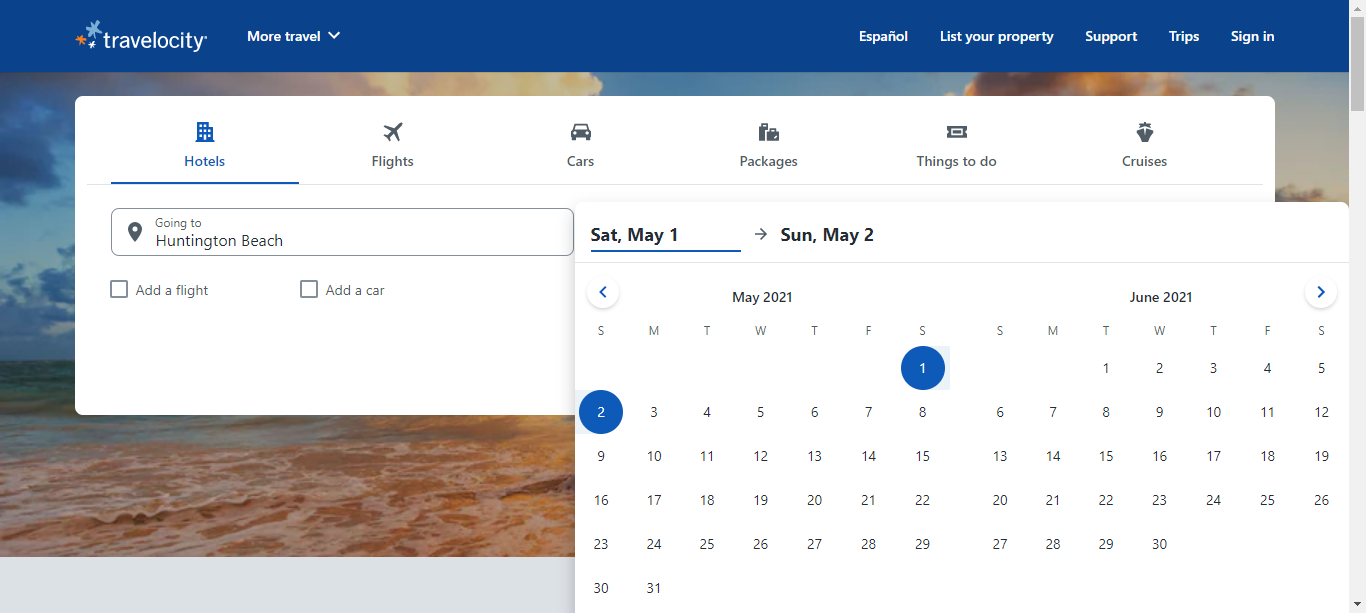 travelocity
More travel
Español
List your property
Support
Trips
Sign in
Hotels
Flights
Cars
Packages
Things to do
Cruises
Going to
Huntington Beach
Add a flight
Add a car
Sat, May 1
Sun, May 2
May 2021
S M T W T F S
1
2 3 4 5 6 7 8
9 10 11 12 13 14 15
16 17 18 19 20 21 22
23 24 25 26 27 28 29
30 31
June 2021
S M T W T F S
1 2 3 4 5
6 7 8 9 10 11 12
13 14 15 16 17 18 19
20 21 22 23 24 25 26
27 28 29 30